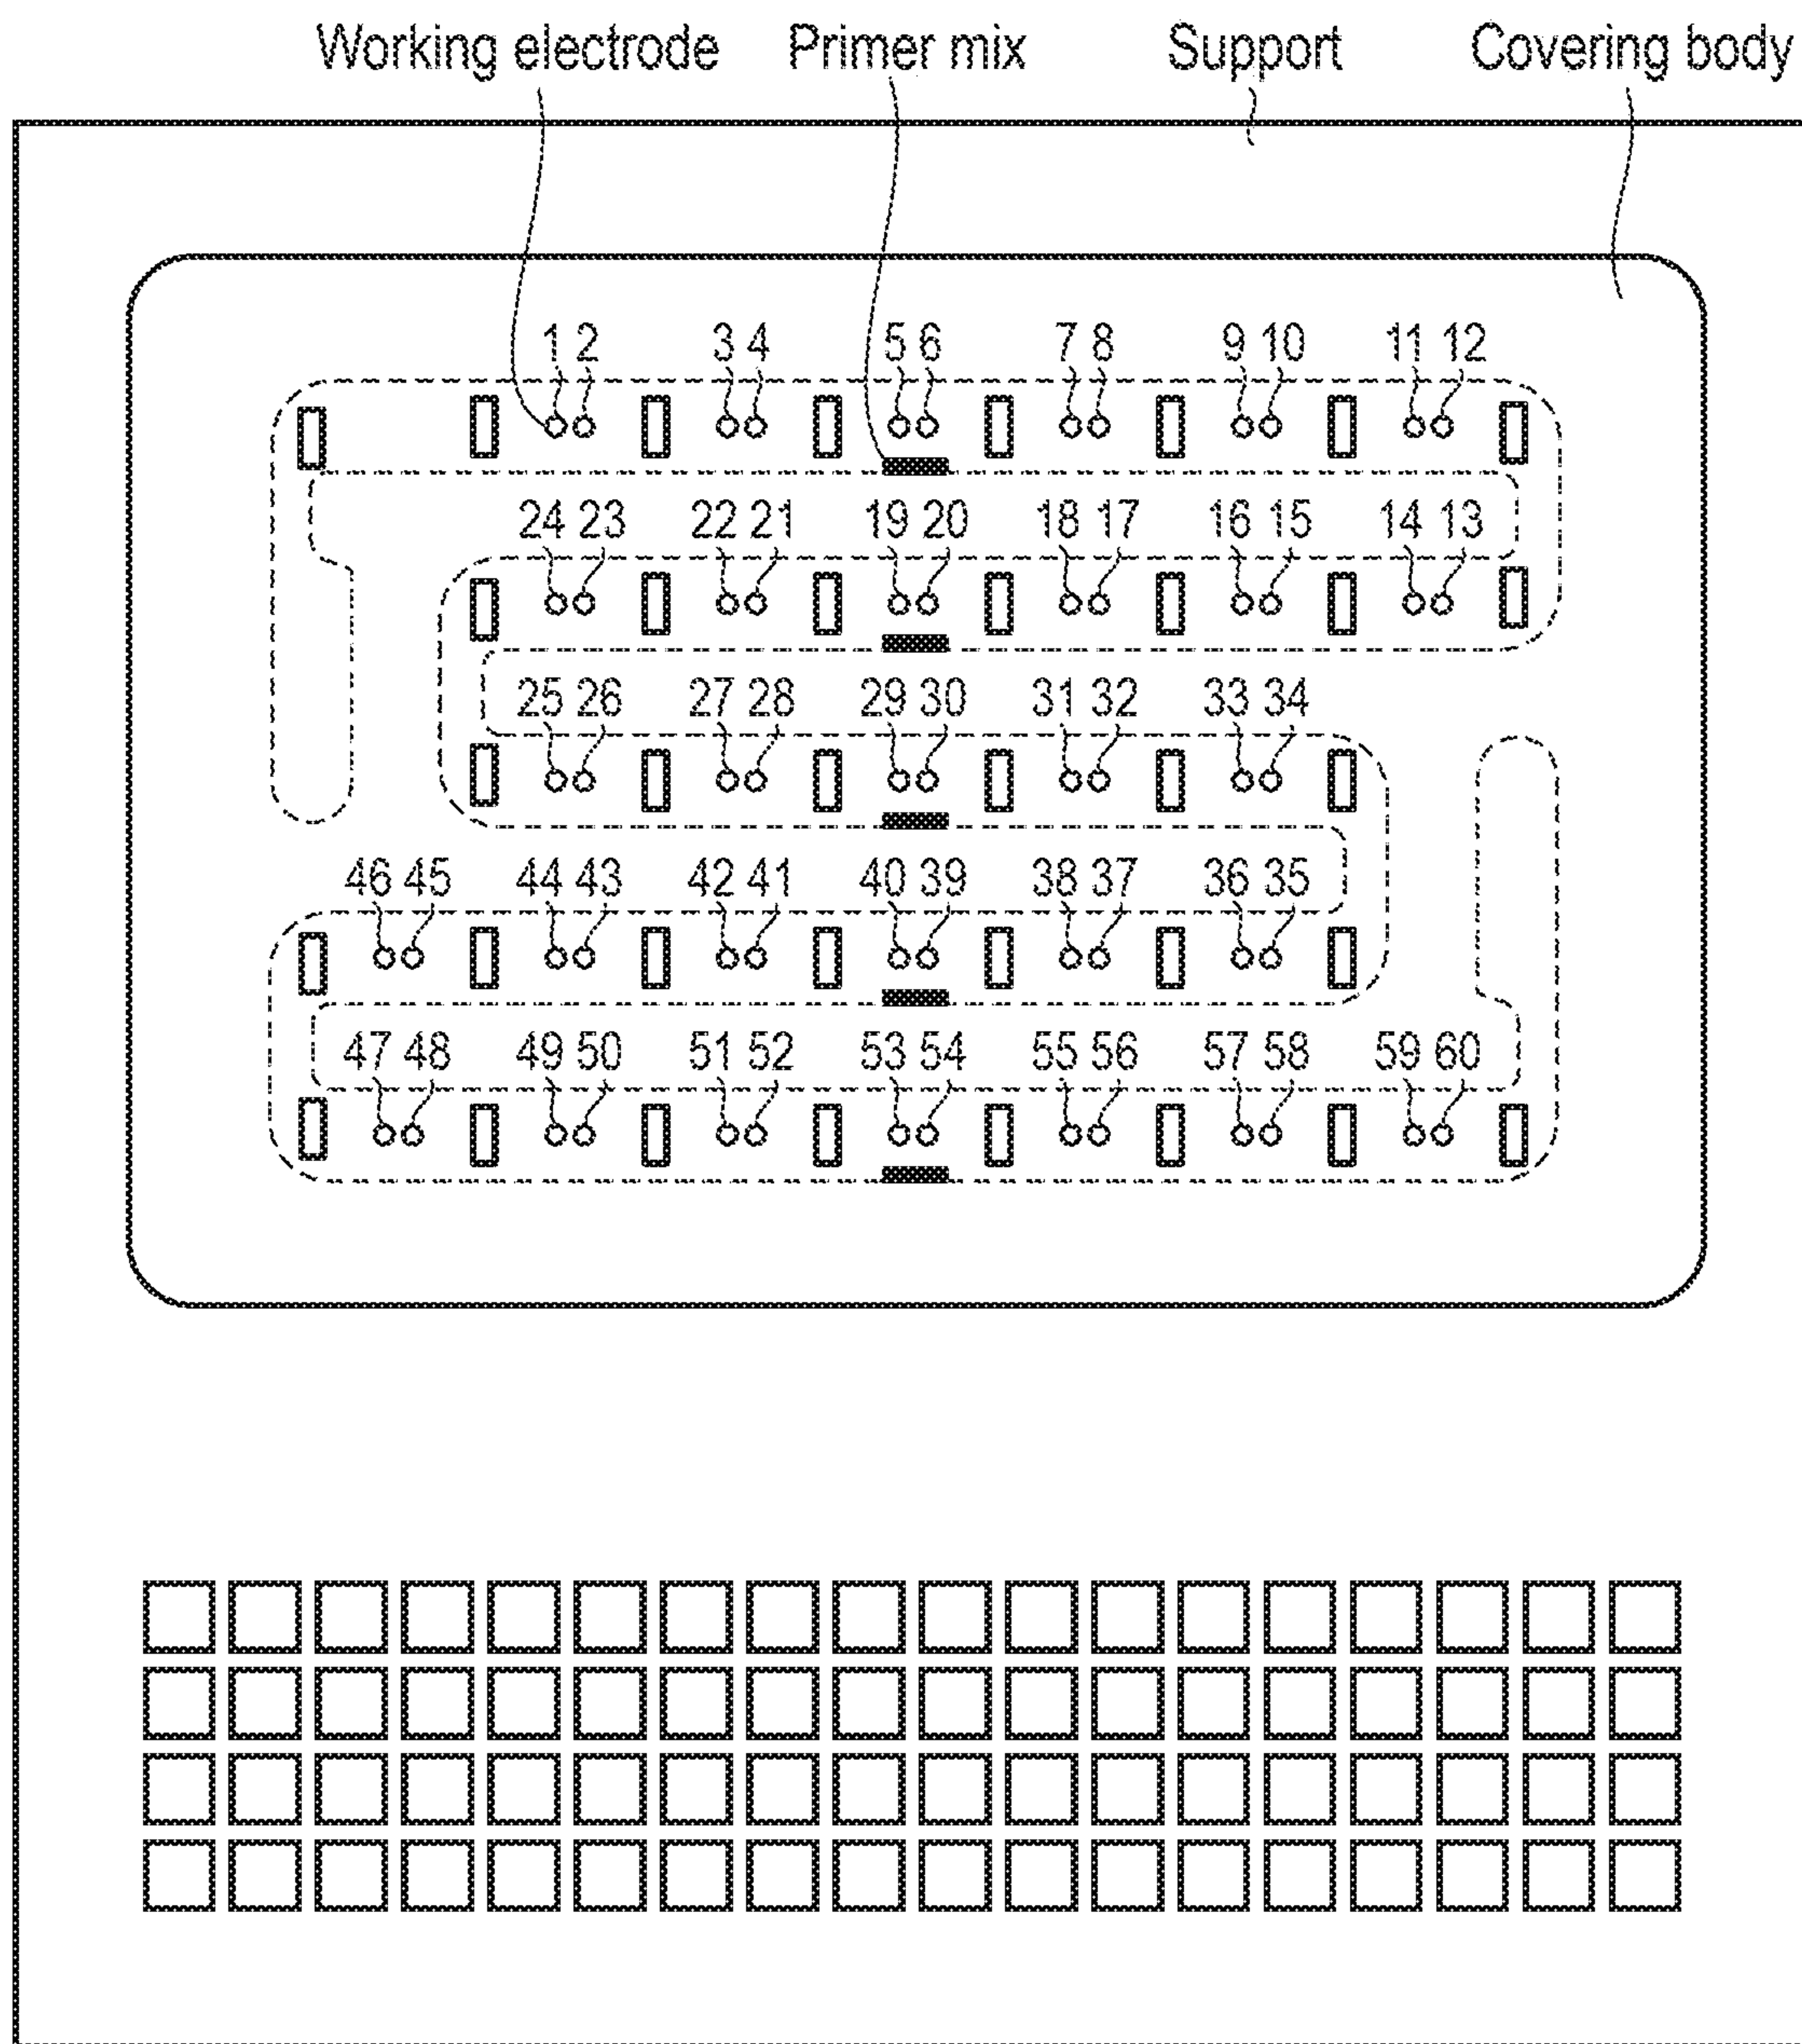 Working electrode Primer mix Support Covering body
1 2 3 4 5 6 7 8 9 10 11 12
24 23 22 21 19 20 18 17 16 15 14 13
25 26 27 28 29 30 31 32 33 34
46 45 44 43 42 41 40 39 38 37 36 35
47 48 49 50 51 52 53 54 55 56 57 58 59 60